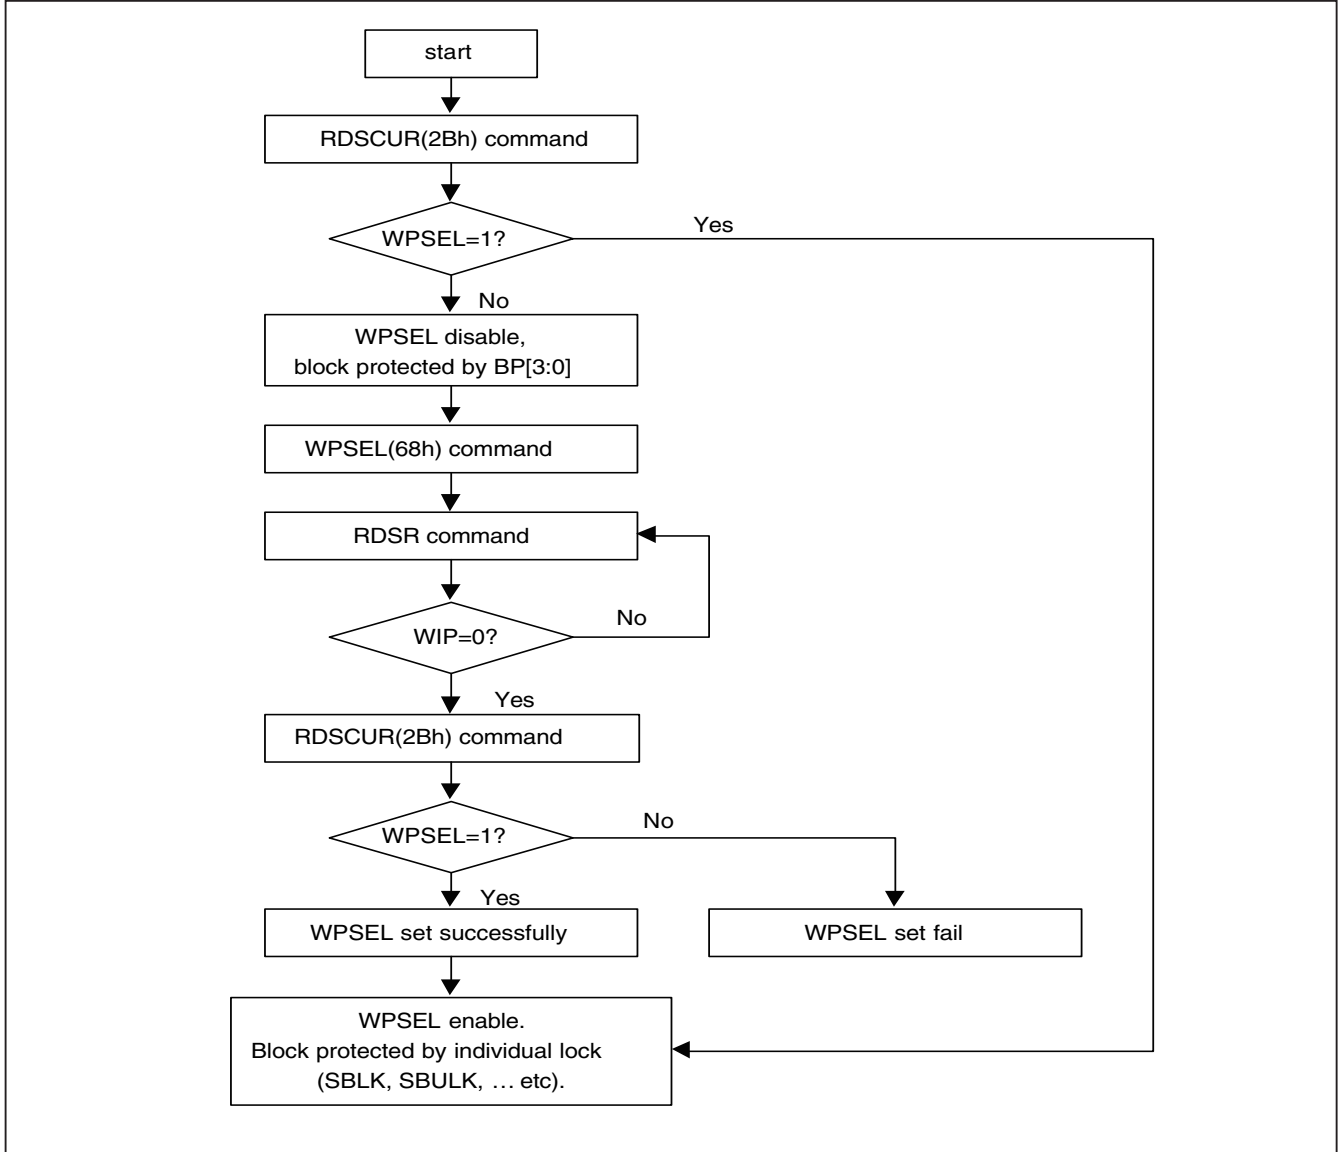 start
RDSCUR(2Bh) command
WPSEL=1?
Yes
No
WPSEL disable,
block protected by BP[3:0]
WPSEL(68h) command
RDSR command
WIP=0?
No
Yes
RDSCUR(2Bh) command
WPSEL=1?
No
Yes
WPSEL set successfully
WPSEL set fail
WPSEL enable.
Block protected by individual lock
(SBLK, SBULK, … etc).